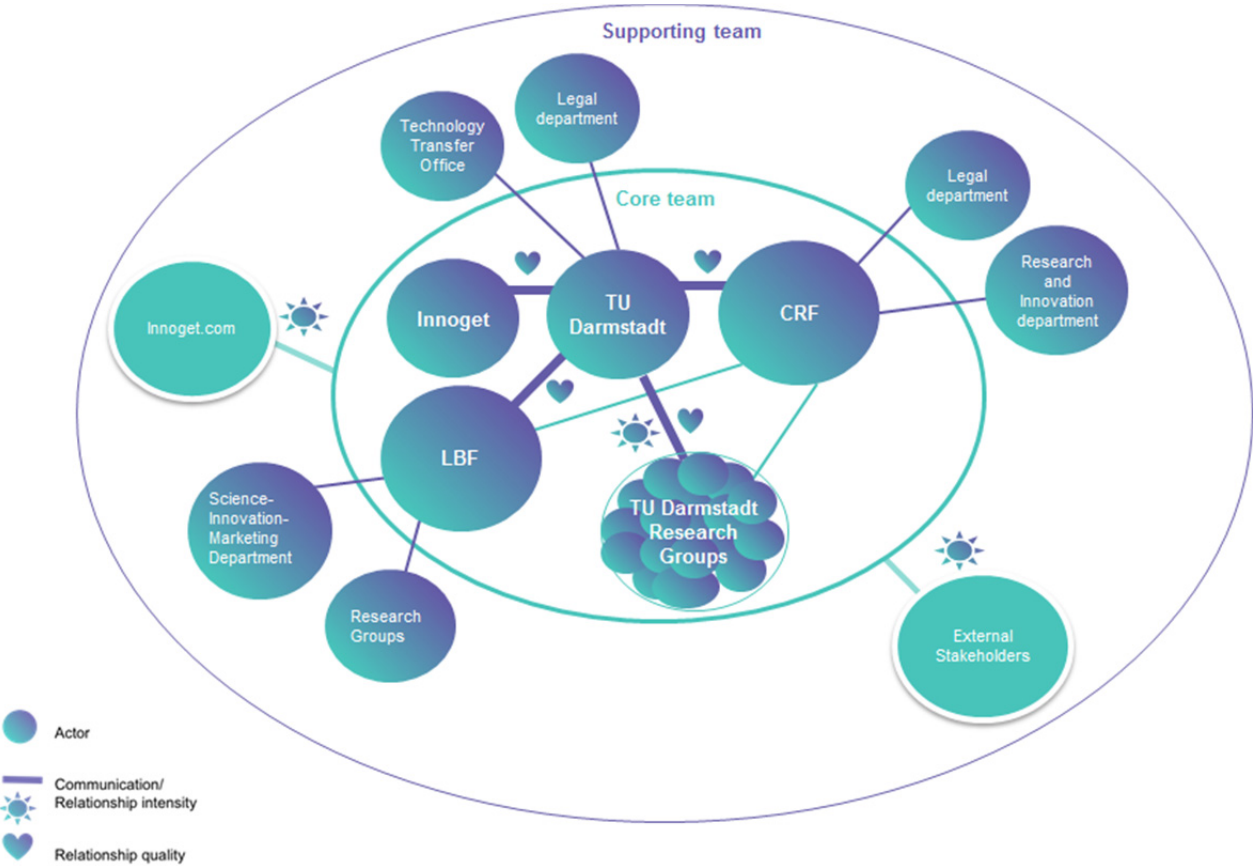 Supporting team
Legal
department
Technology
Transfer
Office
Legal
department
Core team
Research
and
Innovation
department
Innoget.com
Innoget
TU
Darmstadt
CRF
LBF
Science-
Innovation-
Marketing
Department
TU Darmstadt
Research
Groups
Research
Groups
External
Stakeholders
Actor
Communication/
Relationship intensity
Relationship quality